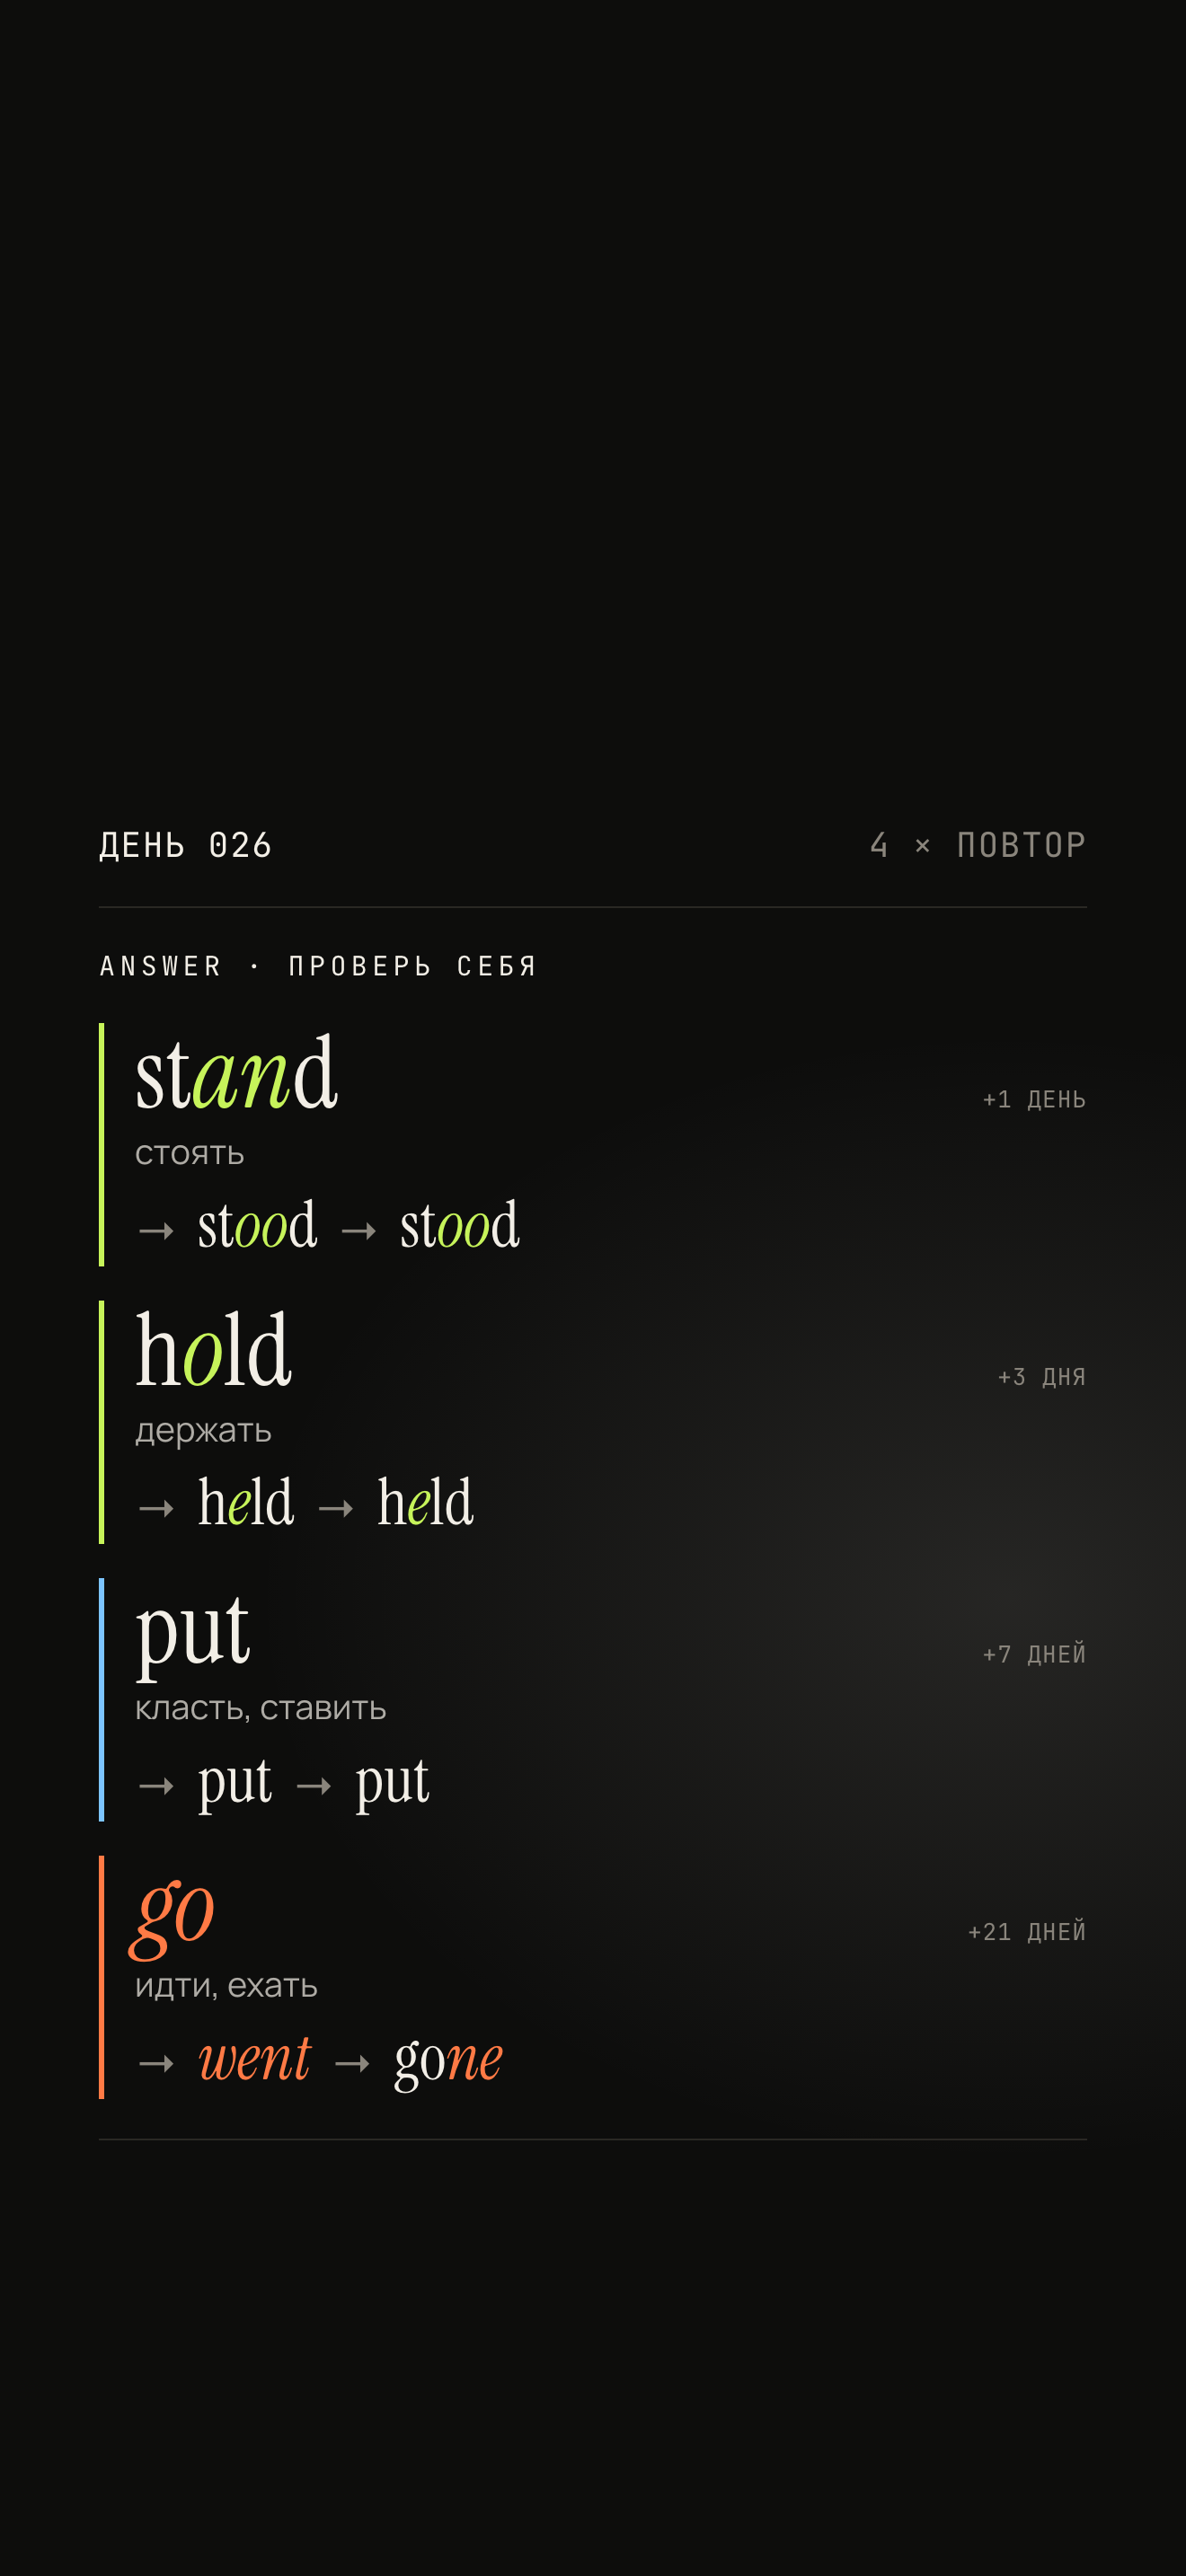 ДЕНЬ 026
4 × ПОВТОР
ANSWER · ПРОВЕРЬ СЕБЯ
stand
+1 ДЕНЬ
стоять
→ stood → stood
hold
+3 ДНЯ
держать
→ held → held
put
+7 ДНЕЙ
класть, ставить
→ put → put
go
+21 ДНЕЙ
идти, ехать
→ went → gone